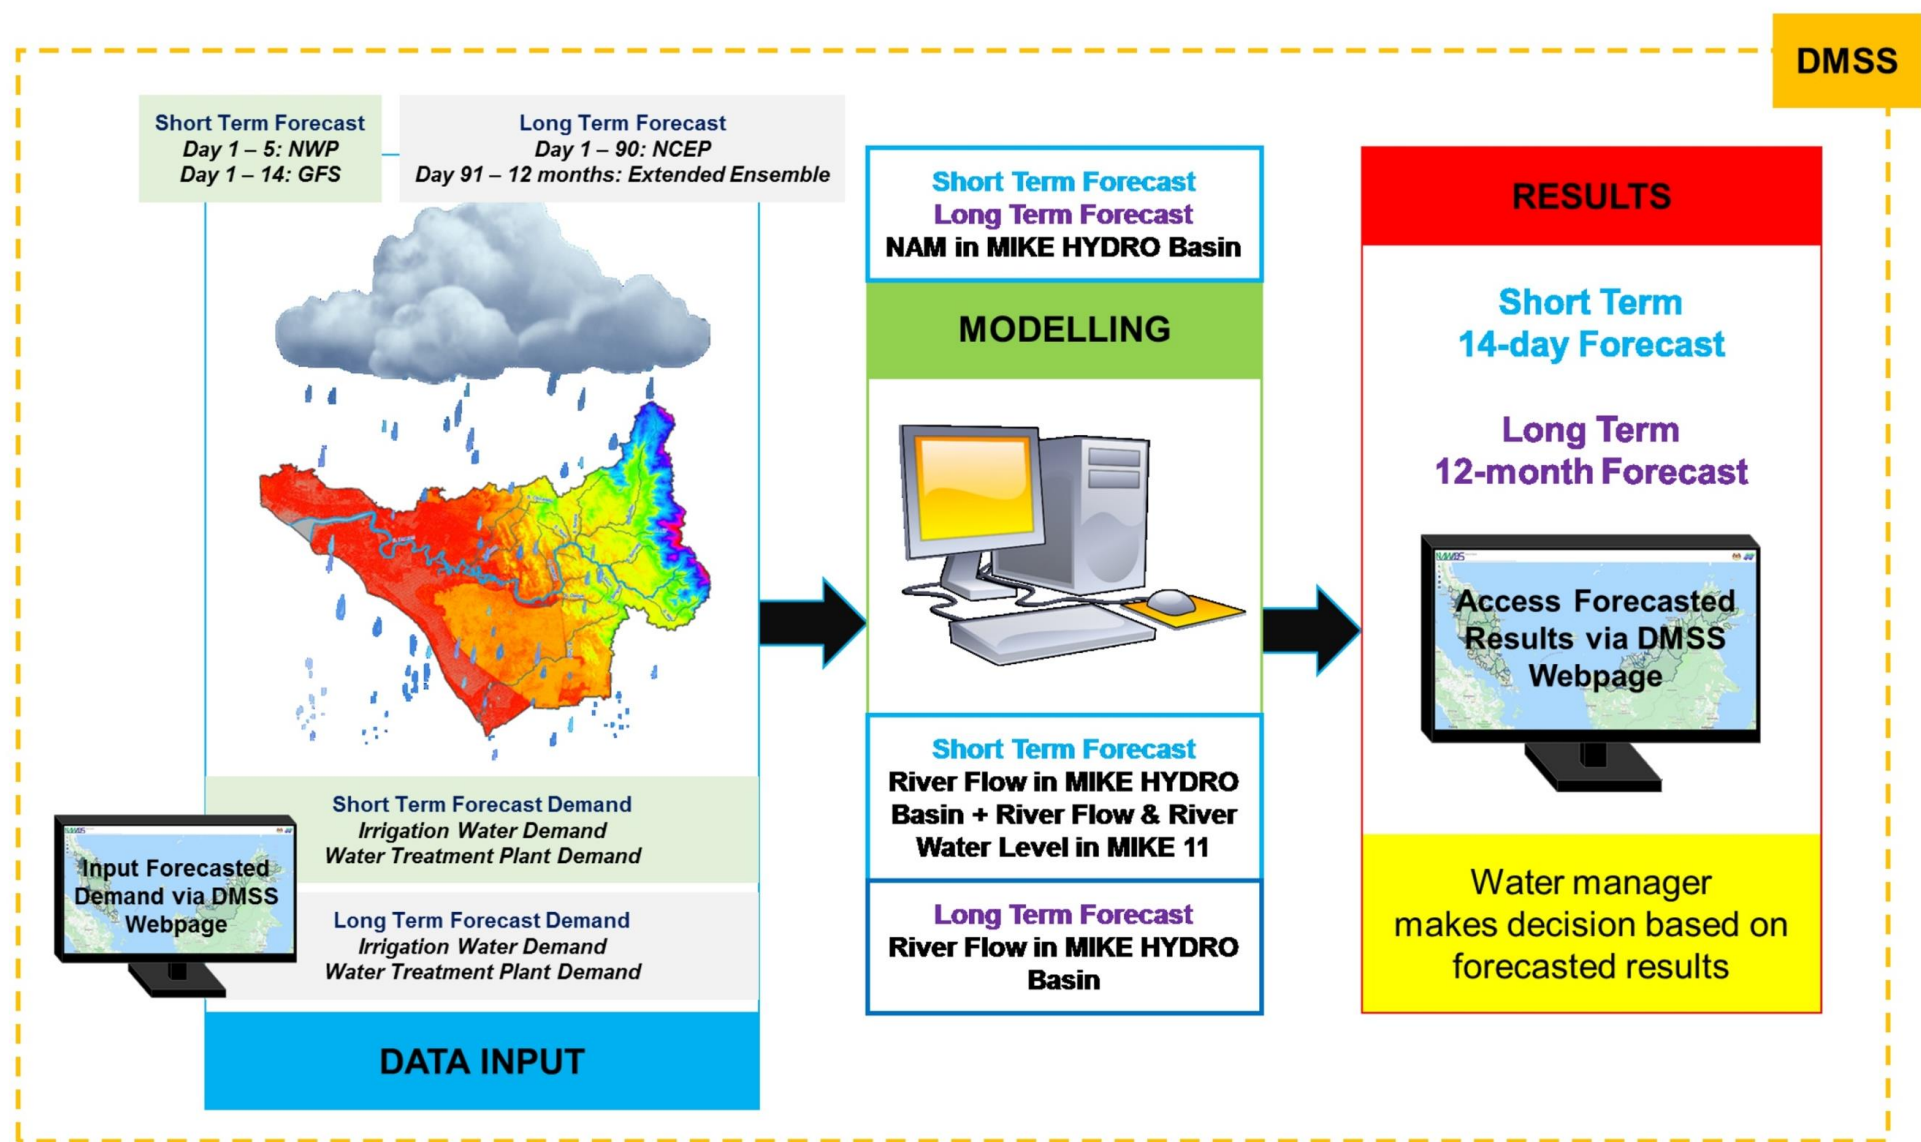 DMSS
Short Term Forecast
Day 1 – 5: NWP
Day 1 – 14: GFS
Long Term Forecast
Day 1 – 90: NCEP
Day 91 – 12 months: Extended Ensemble
Short Term Forecast Demand
Irrigation Water Demand
Water Treatment Plant Demand
Long Term Forecast Demand
Irrigation Water Demand
Water Treatment Plant Demand
Input Forecasted
Demand via DMSS
Webpage
DATA INPUT
Short Term Forecast
Long Term Forecast
NAM in MIKE HYDRO Basin
MODELLING
Short Term Forecast
River Flow in MIKE HYDRO
Basin + River Flow & River
Water Level in MIKE 11
Long Term Forecast
River Flow in MIKE HYDRO
Basin
RESULTS
Short Term
14-day Forecast
Long Term
12-month Forecast
Access Forecasted
Results via DMSS
Webpage
Water manager
makes decision based on
forecasted results